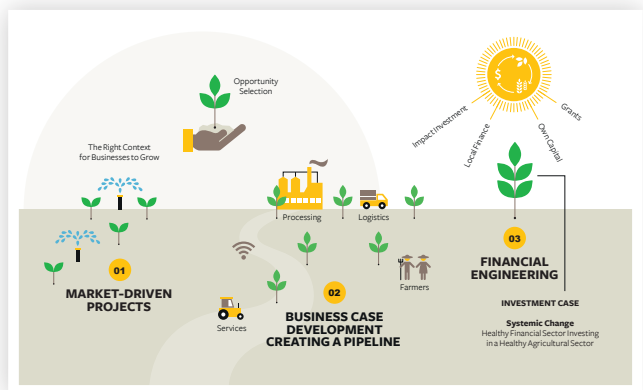 Opportunity
Selection
The Right Context
for Businesses to Grow
Impact Investment
Local Finance
Own Capital
Grants
$
Processing
Logistics
01
MARKET-DRIVEN
PROJECTS
Services
02
BUSINESS CASE
DEVELOPMENT
CREATING A PIPELINE
Farmers
03
FINANCIAL
ENGINEERING
INVESTMENT CASE
Systemic Change
Healthy Financial Sector Investing
in a Healthy Agricultural Sector